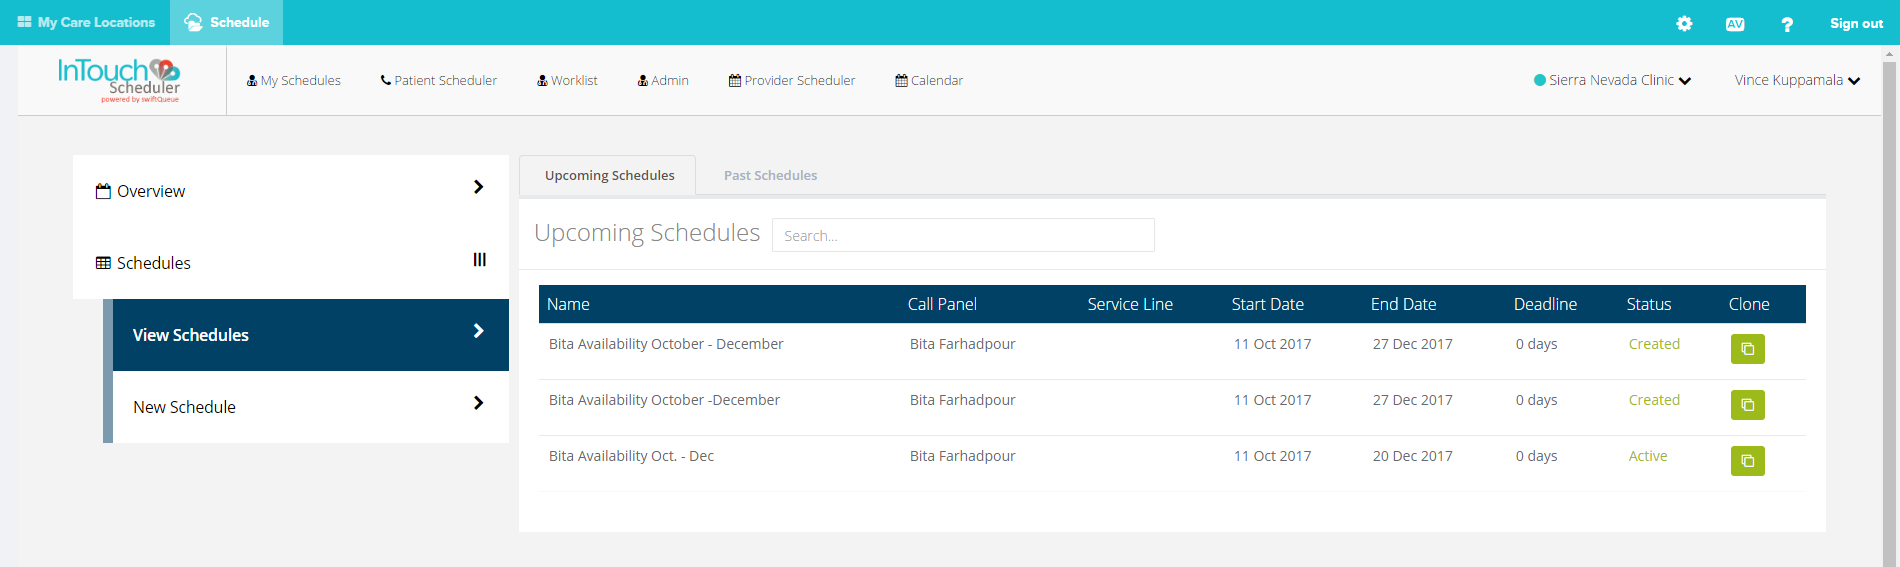 My Care Locations Schedule AV ? Sign out
InTouch
Scheduler
powered by swiftQueue
My Schedules Patient Scheduler Worklist Admin Provider Scheduler Calendar Sierra Nevada Clinic Vince Kuppamala
Overview
Schedules
View Schedules
New Schedule
Upcoming Schedules Past Schedules
Upcoming Schedules Search...
Name Call Panel Service Line Start Date End Date Deadline Status Clone
Bita Availability October - December Bita Farhadpour 11 Oct 2017 27 Dec 2017 0 days Created
Bita Availability October -December Bita Farhadpour 11 Oct 2017 27 Dec 2017 0 days Created
Bita Availability Oct. - Dec Bita Farhadpour 11 Oct 2017 20 Dec 2017 0 days Active